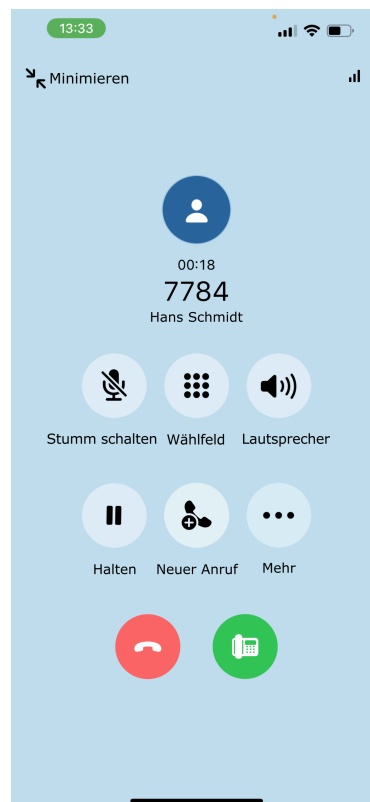 13:33
Minimieren
00:18
7784
Hans Schmidt
Stumm schalten Wählfeld Lautsprecher
Halten Neuer Anruf Mehr